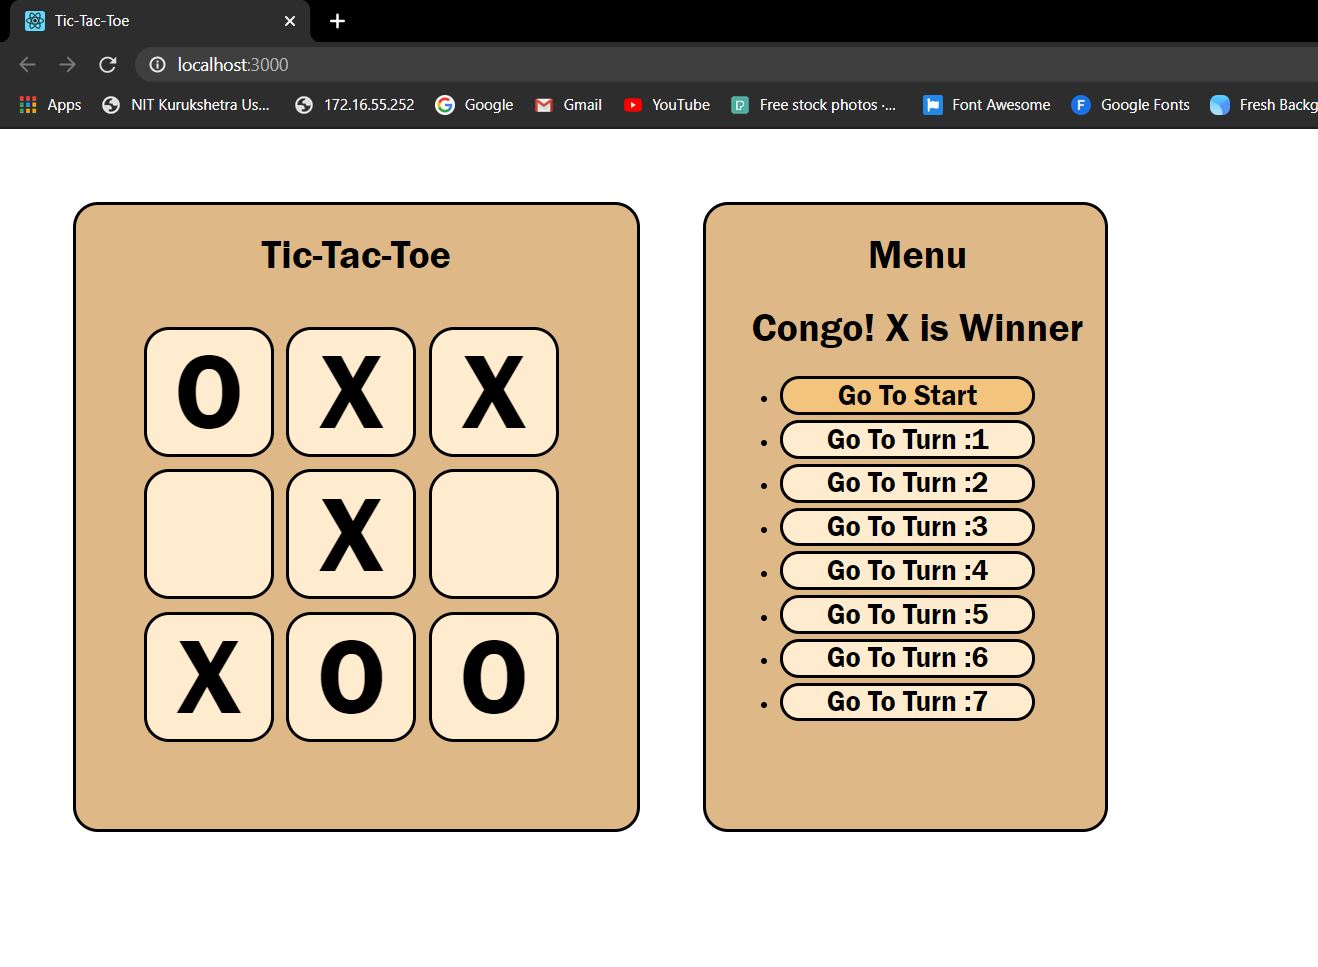 Tic-Tac-Toe
localhost:3000
Apps NIT Kurukshetra Us... 172.16.55.252 Google Gmail YouTube Free stock photos ·... Font Awesome Google Fonts Fresh Backg
Tic-Tac-Toe
O X X
X
X O O
Menu
Congo! X is Winner
Go To Start
Go To Turn :1
Go To Turn :2
Go To Turn :3
Go To Turn :4
Go To Turn :5
Go To Turn :6
Go To Turn :7